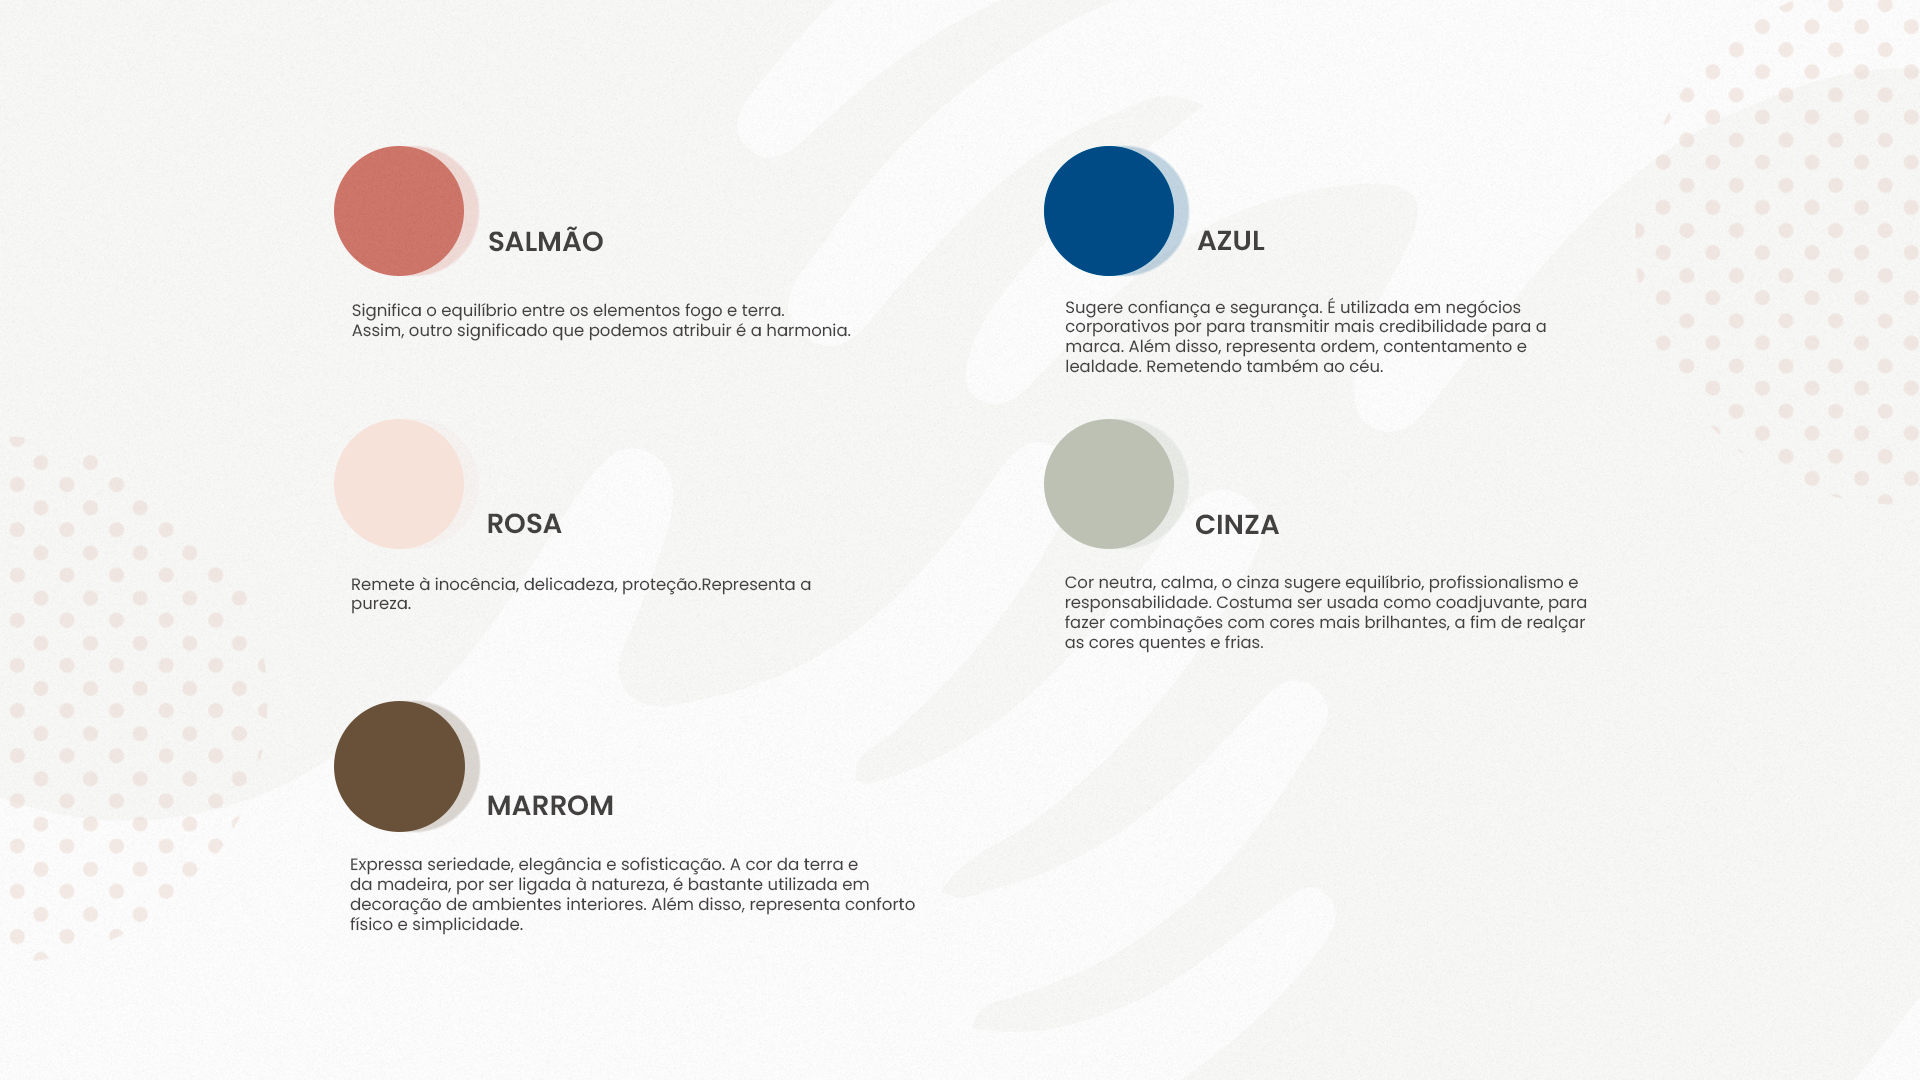 SALMÃO
Significa o equilíbrio entre os elementos fogo e terra.
Assim, outro significado que podemos atribuir é a harmonia.
ROSA
Remete à inocência, delicadeza, proteção.Representa a
pureza.
MARROM
Expressa seriedade, elegância e sofisticação. A cor da terra e
da madeira, por ser ligada à natureza, é bastante utilizada em
decoração de ambientes interiores. Além disso, representa conforto
físico e simplicidade.
AZUL
Sugere confiança e segurança. É utilizada em negócios
corporativos por para transmitir mais credibilidade para a
marca. Além disso, representa ordem, contentamento e
lealdade. Remetendo também ao céu.
CINZA
Cor neutra, calma, o cinza sugere equilíbrio, profissionalismo e
responsabilidade. Costuma ser usada como coadjuvante, para
fazer combinações com cores mais brilhantes, a fim de realçar
as cores quentes e frias.